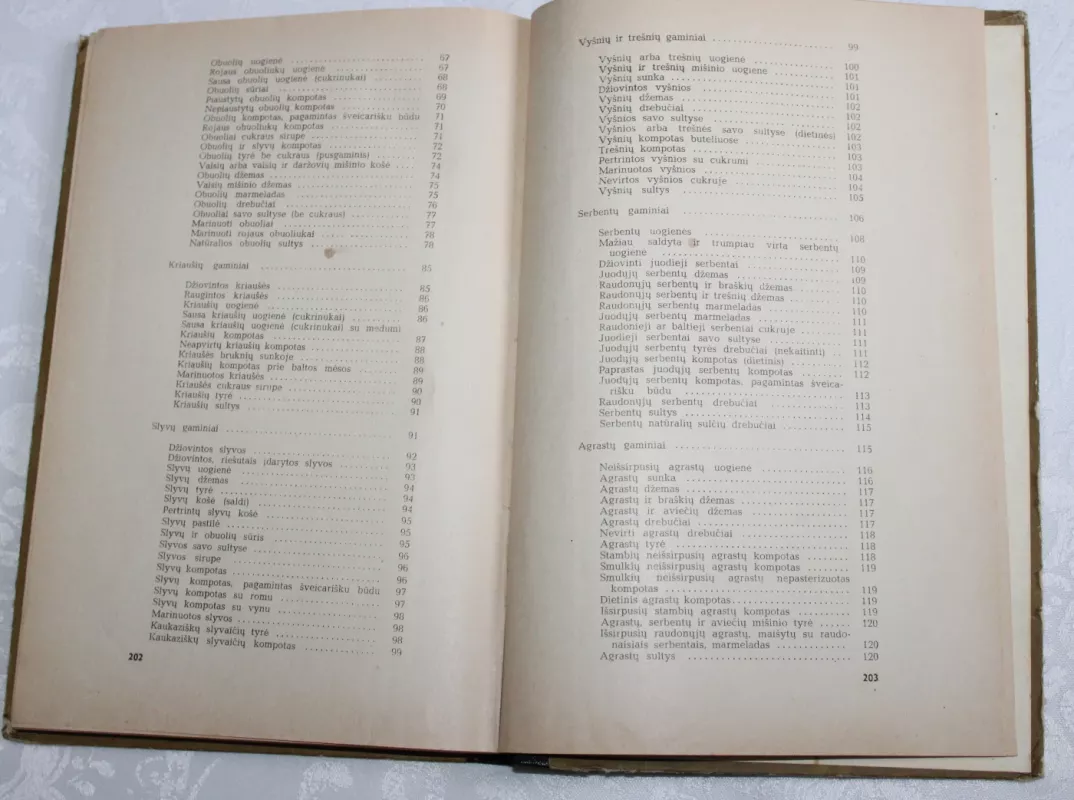 Obuolių uogienė 67
Rojaus obuoliukų uogienė 67
Sausa obuolių uogienė (cukrinukai) 68
Obuolių sūriai 68
Pustytų obuolių kompotas 69
Nepjaustytų obuolių kompotas 70
Obuolių kompotas, pagamintas šveicarišku būdu 71
Rojaus obuoliukų kompotas 71
Obuoliai cukraus sirupe 71
Obuolių ir slyvų kompotas 72
Obuolių tyrė be cukraus (pusgaminis) 72
Vaisių arba vaisių ir daržovių mišinio košė 74
Obuolių džemas 74
Vaisių mišinio džemas 75
Obuolių marmeladas 75
Obuolių drebučiai 76
Obuoliai savo sultyse (be cukraus) 77
Marinuoti obuoliai 77
Marinuoti rojaus obuoliukai 78
Natūralios obuolių sultys 78
Kriaušių gaminiai 85
Džiovintos kriaušės 85
Raugintos kriaušės 86
Kriaušių uogienė 86
Sausa kriaušių uogienė (cukrinukai) 86
Sausa kriaušių uogienė (cukrinukai) su medumi
Kriaušių kompotas 87
Neapvirtų kriaušių kompotas 88
Kriaušės bruknių sunkoje 88
Kriaušių kompotas prie baltos mėsos 89
Marinuotos kriaušės 89
Kriaušės cukraus sirupe 90
Kriaušių tyrė 90
Kriaušių sultys 91
Slyvų gaminiai 91
Džiovintos slyvos 92
Džiovintos, riešutais įdarytos slyvos 93
Slyvų uogienė 93
Slyvų džemas 94
Slyvų tyrė 94
Slyvų košė (saldi) 94
Pertrintų slyvų košė 95
Slyvų pastilė 95
Slyvų ir obuolių sūris 95
Slyvos savo sultyse 96
Slyvos sirupe 96
Slyvų kompotas 96
Slyvų kompotas, pagamintas šveicarišku būdu 97
Slyvų kompotas su romu 97
Slyvų kompotas su vynu 98
Marinuotos slyvos 98
Kaukaziškų slyvaičių tyrė 98
Kaukaziškų slyvaičių kompotas 99
202
Vyšnių ir trešnių gaminiai 99
Vyšnių arba trešnių uogienė 100
Vyšnių ir trešnių mišinio uogienė 101
Vyšnių sunka 101
Džiovintos vyšnios 101
Vyšnių džemas 102
Vyšnių drebučiai 102
Vyšnios savo sultyse 102
Vyšnios arba trešnės savo sultyse (dietinės) 102
Vyšnių kompotas buteliuose 103
Trešnių kompotas 103
Pertrintos vyšnios su cukrumi 103
Marinuotos vyšnios 104
Nevirtos vyšnios cukruje 104
Vyšnių sultys 105
Serbentų gaminiai 106
Serbentų uogienės 108
Mažiau saldyta ir trumpiau virta serbentų
uogienė 110
Džiovinti juodieji serbentai 109
Juodųjų serbentų džemas 109
Raudonųjų serbentų ir braškių džemas 110
Raudonųjų serbentų ir trešnių džemas 110
Raudonųjų serbentų marmeladas 110
Juodųjų serbentų marmeladas 111
Raudonieji ar baltieji serbentai cukruje 111
Juodieji serbentai savo sultyse 111
Juodųjų serbentų tyrės drebučiai (nekaitinti) 111
Juodųjų serbentų kompotas (dietinis) 112
Paprastas juodųjų serbentų kompotas 112
Juodųjų serbentų kompotas, pagamintas šveica-
rišku būdu 113
Raudonųjų serbentų drebučiai 113
Serbentų sultys 114
Serbentų natūralių sulčių drebučiai 115
Agrastų gaminiai 115
Neišsirpusių agrastų uogienė 116
Agrastų sunka 116
Agrastų džemas 117
Agrastų ir braškių džemas 117
Agrastų ir aviečių džemas 117
Agrastų drebučiai 117
Nevirti agrastų drebučiai 118
Agrastų tyrė 118
Stambių neišsirpusių agrastų kompotas 118
Smulkių neišsirpusių agrastų kompotas 119
Smulkių neišsirpusių agrastų nepasterizuotas
kompotas 119
Dietinis agrastų kompotas 119
Išsirpusių stambių agrastų kompotas 119
Agrastų, serbentų ir aviečių mišinio tyrė 120
Išsirpusių raudonųjų agrastų, maišytų su raudo-
naisiais serbentais, marmeladas 120
Agrastų sultys 120
203